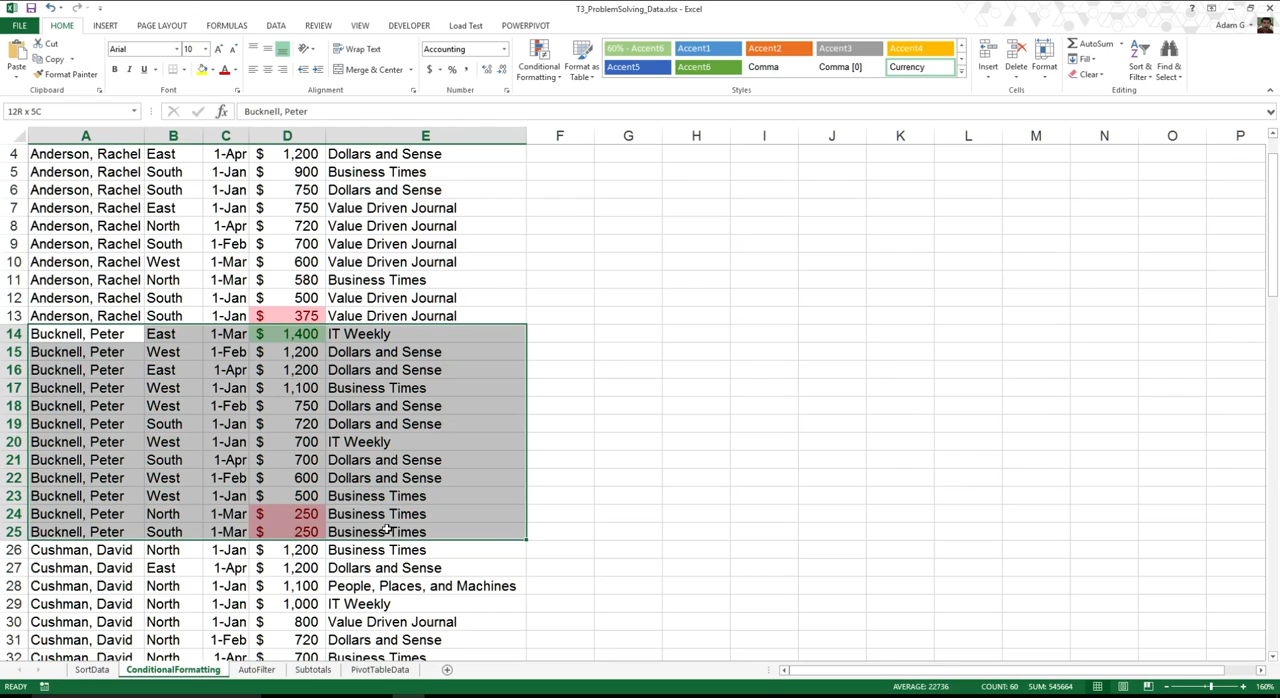 T3_ProblemSolving_Data.xlsx - Excel
FILE HOME INSERT PAGE LAYOUT FORMULAS DATA REVIEW VIEW DEVELOPER Load Test POWERPIVOT Adam G
Paste Cut Copy Format Painter Clipboard
Arial 10 B I U Font
Wrap Text Merge & Center Alignment
Accounting $ % , Number
Conditional Formatting Format as Table
60% - Accent6 Accent1 Accent2 Accent3 Accent4
Accent5 Accent6 Comma Comma [0] Currency
Styles
Insert Delete Format Cells
AutoSum Fill Clear Sort & Filter Find & Select Editing
12R x 5C fx Bucknell, Peter
A B C D E F G H I J K L M N O P
4 Anderson, Rachel East 1-Apr $ 1,200 Dollars and Sense
5 Anderson, Rachel South 1-Jan $ 900 Business Times
6 Anderson, Rachel South 1-Jan $ 750 Dollars and Sense
7 Anderson, Rachel East 1-Jan $ 750 Value Driven Journal
8 Anderson, Rachel North 1-Apr $ 720 Value Driven Journal
9 Anderson, Rachel South 1-Feb $ 700 Value Driven Journal
10 Anderson, Rachel West 1-Mar $ 600 Value Driven Journal
11 Anderson, Rachel North 1-Mar $ 580 Business Times
12 Anderson, Rachel South 1-Jan $ 500 Value Driven Journal
13 Anderson, Rachel South 1-Jan $ 375 Value Driven Journal
14 Bucknell, Peter East 1-Mar $ 1,400 IT Weekly
15 Bucknell, Peter West 1-Feb $ 1,200 Dollars and Sense
16 Bucknell, Peter East 1-Apr $ 1,200 Dollars and Sense
17 Bucknell, Peter West 1-Jan $ 1,100 Business Times
18 Bucknell, Peter West 1-Feb $ 750 Dollars and Sense
19 Bucknell, Peter South 1-Jan $ 720 Dollars and Sense
20 Bucknell, Peter West 1-Jan $ 700 IT Weekly
21 Bucknell, Peter South 1-Apr $ 700 Dollars and Sense
22 Bucknell, Peter West 1-Feb $ 600 Dollars and Sense
23 Bucknell, Peter West 1-Jan $ 500 Business Times
24 Bucknell, Peter North 1-Mar $ 250 Business Times
25 Bucknell, Peter South 1-Mar $ 250 Business Times
26 Cushman, David North 1-Jan $ 1,200 Business Times
27 Cushman, David East 1-Apr $ 1,200 Dollars and Sense
28 Cushman, David North 1-Jan $ 1,100 People, Places, and Machines
29 Cushman, David North 1-Jan $ 1,000 IT Weekly
30 Cushman, David North 1-Jan $ 800 Value Driven Journal
31 Cushman, David North 1-Feb $ 720 Dollars and Sense
32 Cushman, David North 1-Apr $ 700 Business Times
SortData ConditionalFormatting AutoFilter Subtotals PivotTableData
READY AVERAGE: 22736 COUNT: 60 SUM: 545664 160%